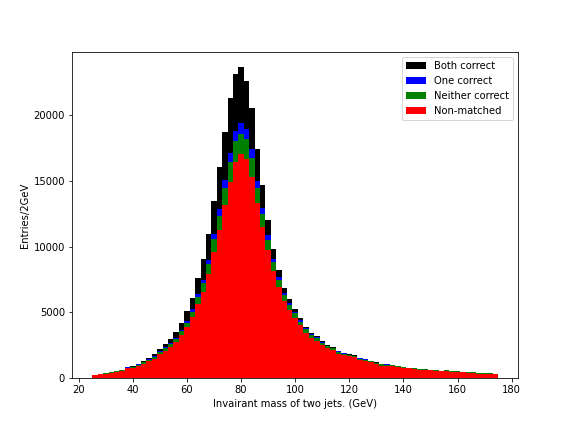 Both correct
One correct
Neither correct
Non-matched
20000
15000
10000
5000
0
Entries/2GeV
20 40 60 80 100 120 140 160 180
Invairant mass of two jets. (GeV)